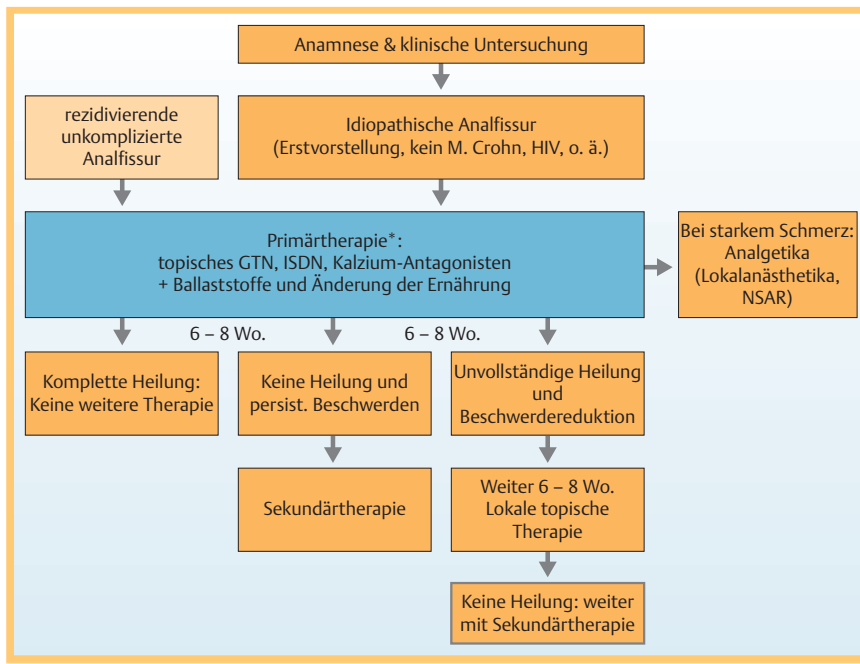 Anamnese & klinische Untersuchung
rezidivierende
unkomplizierte
Analfissur
Idiopathische Analfissur
(Erstvorstellung, kein M. Crohn, HIV, o. ä.)
Primärtherapie*:
topisches GTN, ISDN, Kalzium-Antagonisten
+ Ballaststoffe und Änderung der Ernährung
Bei starkem Schmerz:
Analgetika
(Lokalanästhetika,
NSAR)
6 – 8 Wo.
6 – 8 Wo.
Komplette Heilung:
Keine weitere Therapie
Keine Heilung und
persist. Beschwerden
Unvollständige Heilung
und
Beschwerdereduktion
Sekundärtherapie
Weiter 6 – 8 Wo.
Lokale topische
Therapie
Keine Heilung: weiter
mit Sekundärtherapie